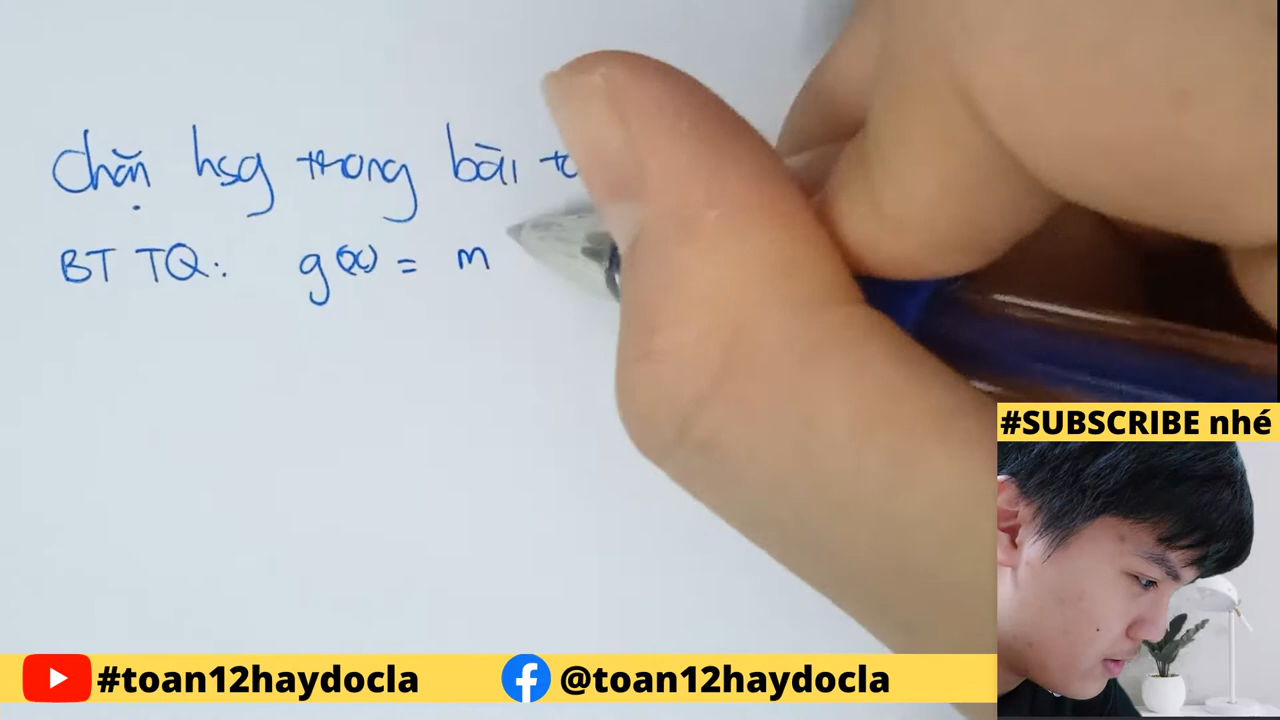 Chặn hsg trong bài
BT TQ: g(x) = m
#SUBSCRIBE nhé
#toan12haydocla
@toan12haydocla